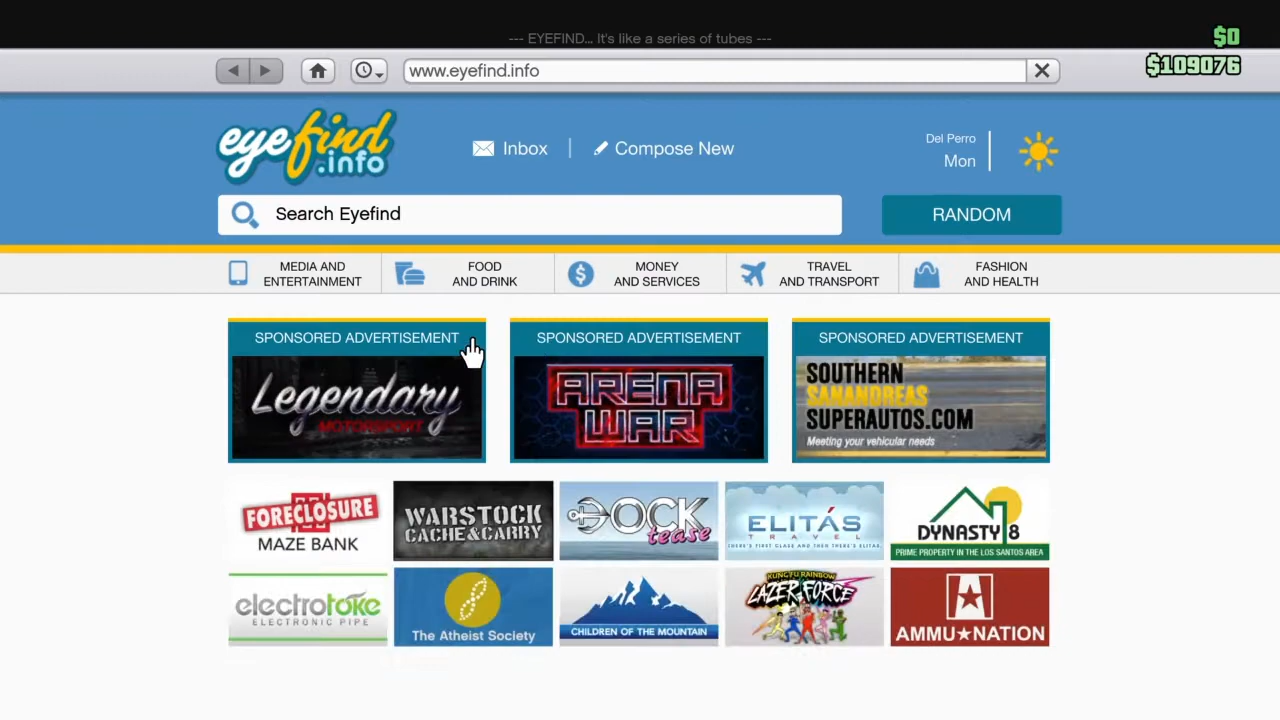 --- EYEFIND... It's like a series of tubes ---
$0
$109076
www.eyefind.info
eyefind
.info
Inbox
Compose New
Del Perro
Mon
Search Eyefind
RANDOM
MEDIA AND
ENTERTAINMENT
FOOD
AND DRINK
MONEY
AND SERVICES
TRAVEL
AND TRANSPORT
FASHION
AND HEALTH
SPONSORED ADVERTISEMENT
SPONSORED ADVERTISEMENT
SPONSORED ADVERTISEMENT
Legendary
MOTORSPORT
ARENA
WAR
SOUTHERN
SANANDREAS
SUPERAUTOS.COM
Meeting your vehicular needs
FORECLOSURE
MAZE BANK
WARSTOCK
CACHE&CARRY
DOCK
tease
ELITÁS
TRAVEL
THERE'S FIRST CLASS AND THEN THERE'S ELITAS
DYNASTY 8
PRIME PROPERTY IN THE LOS SANTOS AREA
electrotoke
ELECTRONIC PIPE
The Atheist Society
CHILDREN OF THE MOUNTAIN
KUNG FU RAINBOW
LAZER FORCE
AMMU★NATION